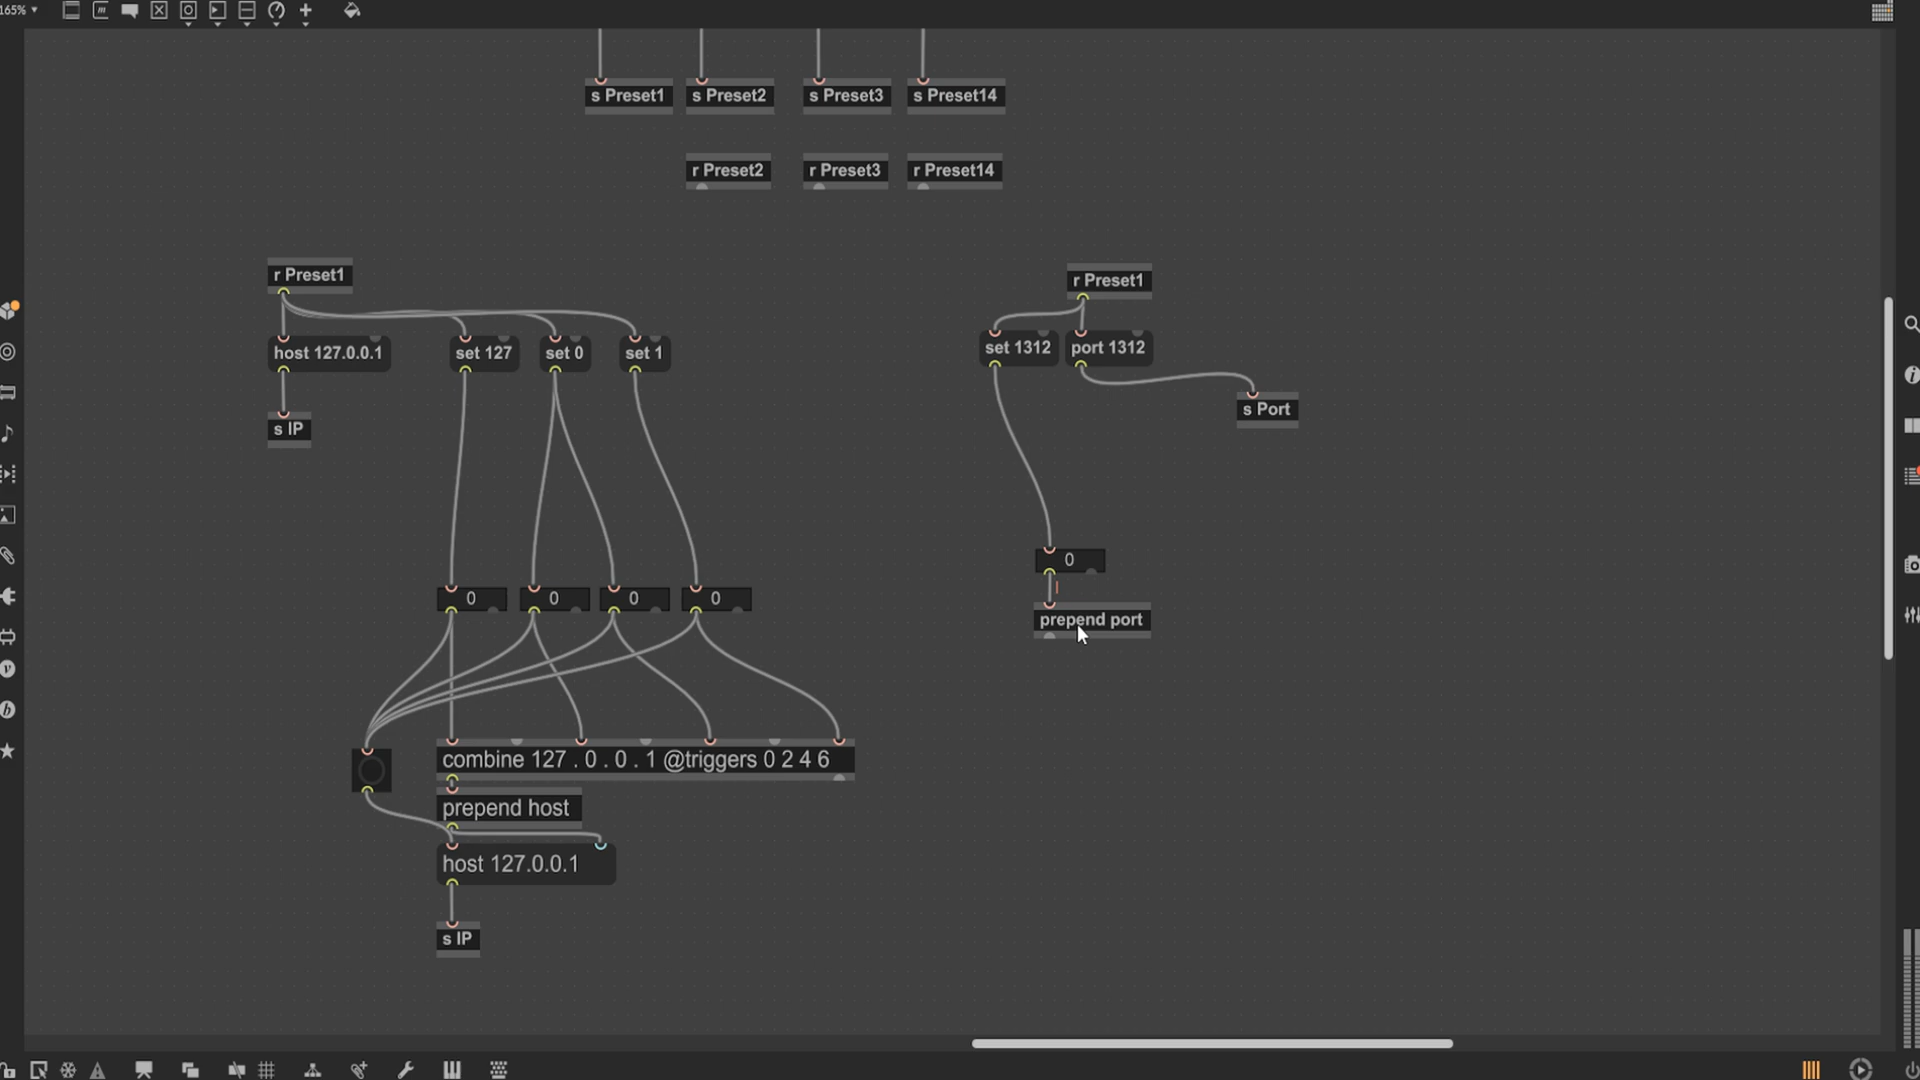 165%
s Preset1
s Preset2
s Preset3
s Preset14
r Preset2
r Preset3
r Preset14
r Preset1
r Preset1
host 127.0.0.1
set 127
set 0
set 1
set 1312
port 1312
s IP
s Port
0
0
0
0
0
prepend port
combine 127 . 0 . 0 . 1 @triggers 0 2 4 6
prepend host
host 127.0.0.1
s IP